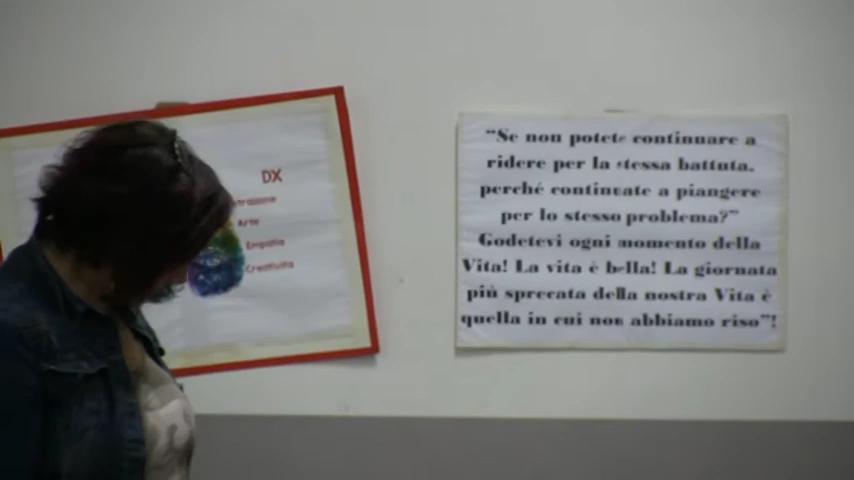 DX
Arte
Empatia
Creatività
"Se non potete continuare a
ridere per la stessa battuta,
perché continuate a piangere
per lo stesso problema?"
Godetevi ogni momento della
Vita! La vita è bella! La giornata
più sprecata della nostra Vita è
quella in cui non abbiamo riso"!